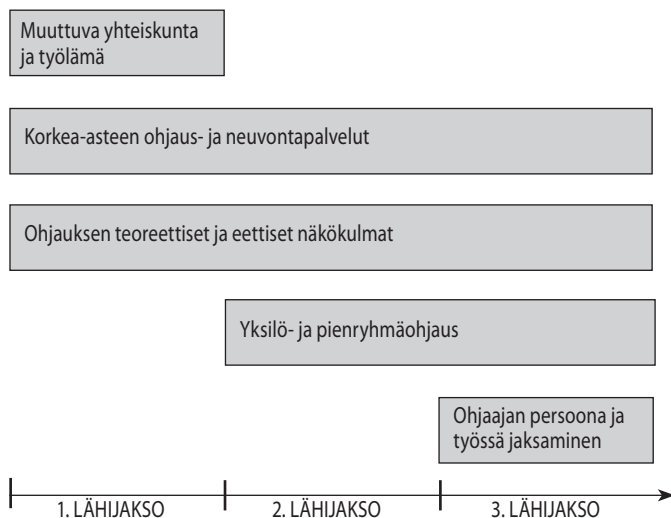 Muuttuva yhteiskunta
ja työlämä
Korkea-asteen ohjaus- ja neuvontapalvelut
Ohjauksen teoreettiset ja eettiset näkökulmat
Yksilö- ja pienryhmäohjaus
Ohjaajan persoona ja
työssä jaksaminen
1. LÄHIJAKSO
2. LÄHIJAKSO
3. LÄHIJAKSO